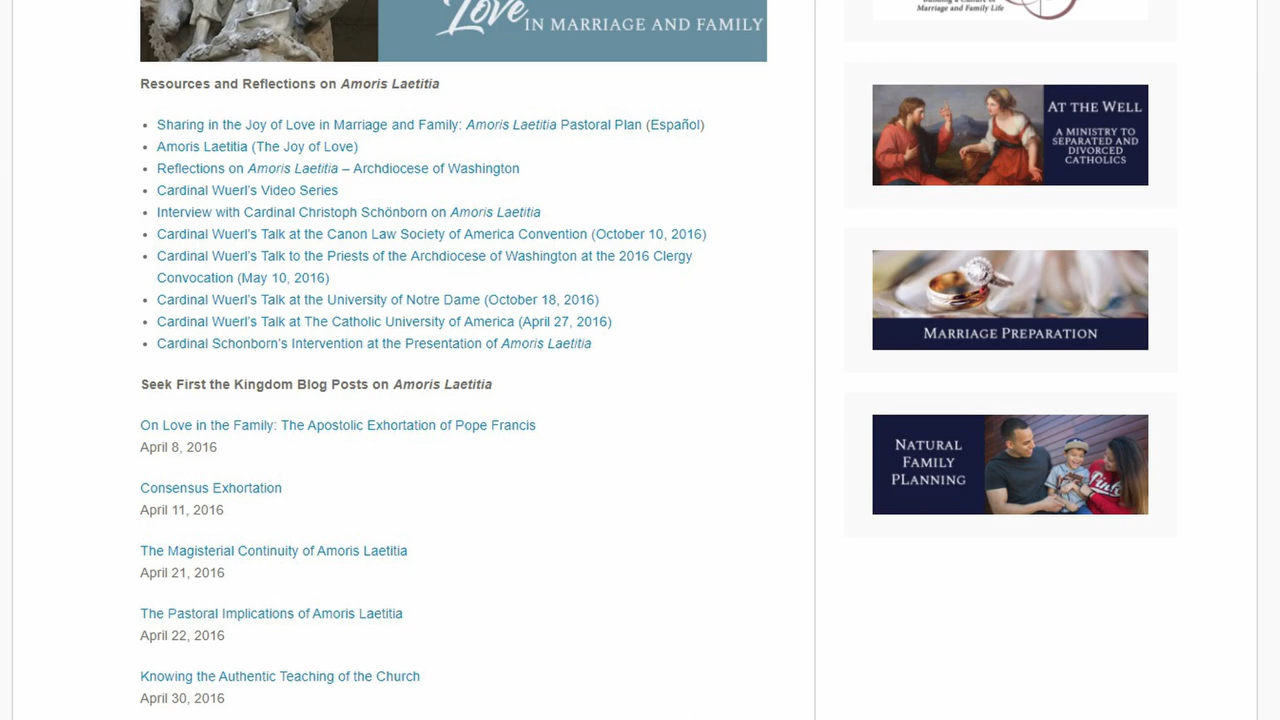 Love
IN MARRIAGE AND FAMILY
Resources and Reflections on Amoris Laetitia
Sharing in the Joy of Love in Marriage and Family: Amoris Laetitia Pastoral Plan (Español)
Amoris Laetitia (The Joy of Love)
Reflections on Amoris Laetitia – Archdiocese of Washington
Cardinal Wuerl's Video Series
Interview with Cardinal Christoph Schönborn on Amoris Laetitia
Cardinal Wuerl's Talk at the Canon Law Society of America Convention (October 10, 2016)
Cardinal Wuerl's Talk to the Priests of the Archdiocese of Washington at the 2016 Clergy
Convocation (May 10, 2016)
Cardinal Wuerl's Talk at the University of Notre Dame (October 18, 2016)
Cardinal Wuerl's Talk at The Catholic University of America (April 27, 2016)
Cardinal Schonborn's Intervention at the Presentation of Amoris Laetitia
Seek First the Kingdom Blog Posts on Amoris Laetitia
On Love in the Family: The Apostolic Exhortation of Pope Francis
April 8, 2016
Consensus Exhortation
April 11, 2016
The Magisterial Continuity of Amoris Laetitia
April 21, 2016
The Pastoral Implications of Amoris Laetitia
April 22, 2016
Knowing the Authentic Teaching of the Church
April 30, 2016
Building a Culture of
Marriage and Family Life
AT THE WELL
A MINISTRY TO
SEPARATED AND
DIVORCED
CATHOLICS
MARRIAGE PREPARATION
NATURAL
FAMILY
PLANNING
Pink